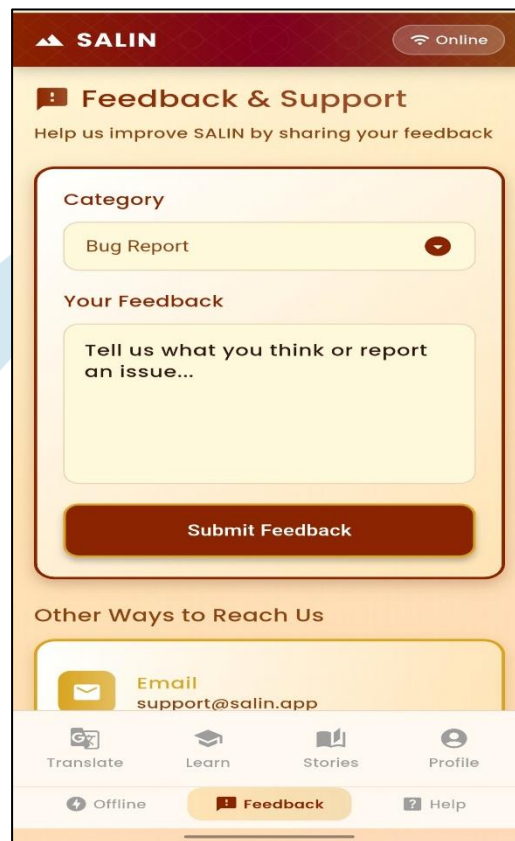 SALIN
Online
Feedback & Support
Help us improve SALIN by sharing your feedback
Category
Bug Report
Your Feedback
Tell us what you think or report
an issue...
Submit Feedback
Other Ways to Reach Us
Email
support@salin.app
Translate Learn Stories Profile
Offline Feedback Help